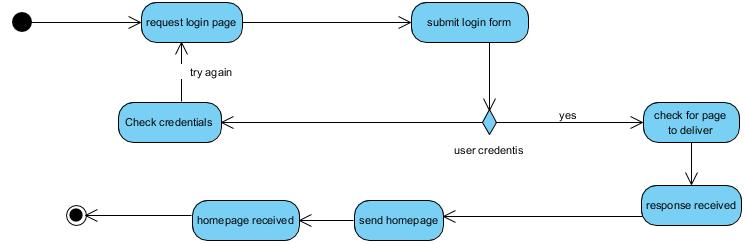 request login page
submit login form
try again
Check credentials
yes
check for page
to deliver
user credentis
response received
homepage received
send homepage